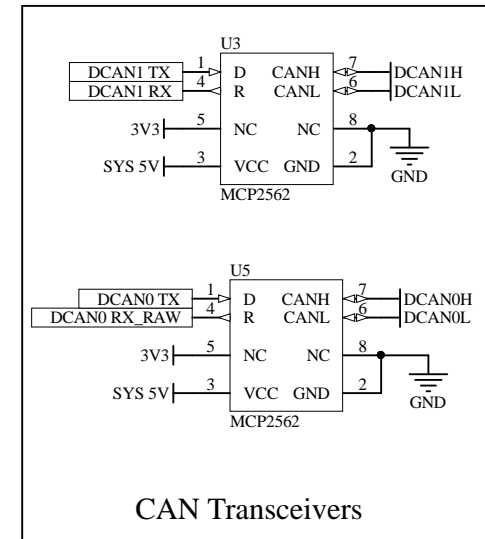 U3
1 7
DCAN1 TX D CANH DCAN1H
4 6
DCAN1 RX R CANL DCAN1L
5 8
3V3 NC NC
3 2
SYS 5V VCC GND
GND
MCP2562
U5
1 7
DCAN0 TX D CANH DCAN0H
4 6
DCAN0 RX_RAW R CANL DCAN0L
5 8
3V3 NC NC
3 2
SYS 5V VCC GND
GND
MCP2562
CAN Transceivers